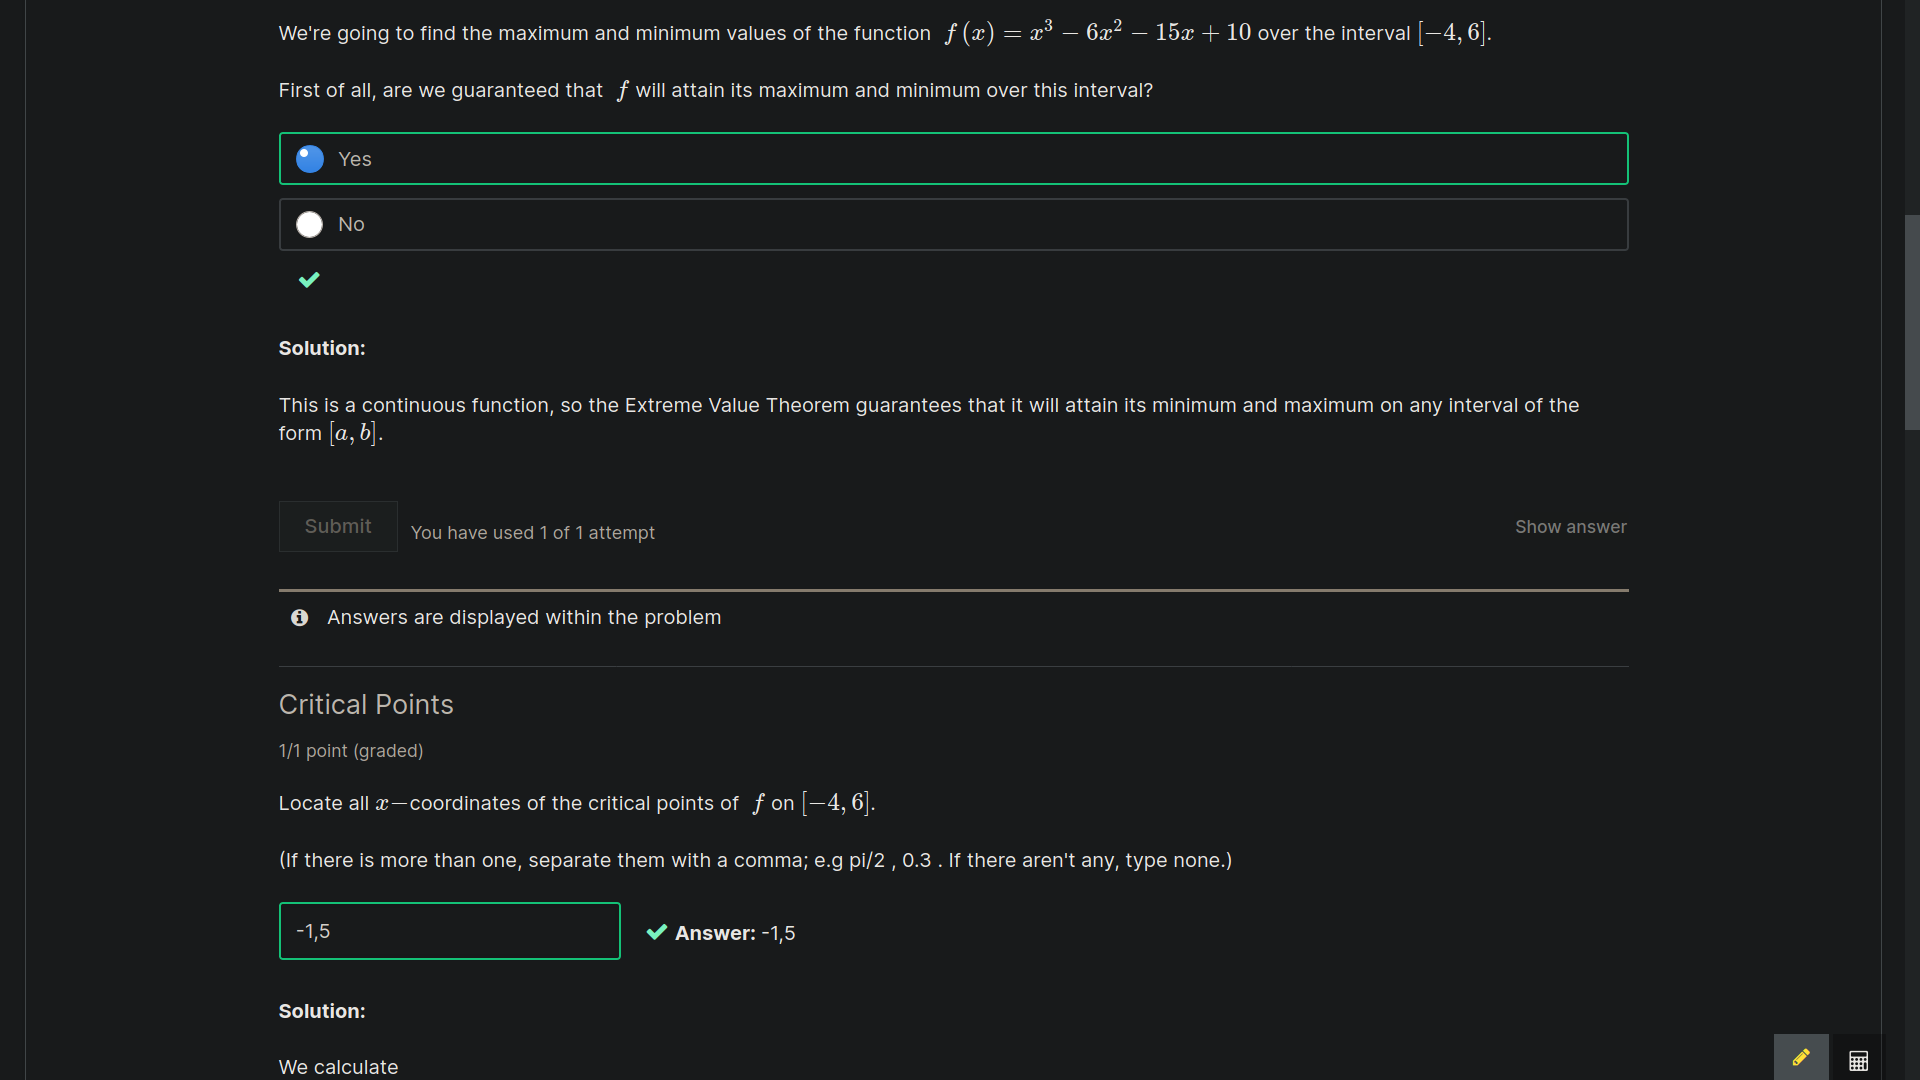 We're going to find the maximum and minimum values of the function f (x) = x³ − 6x² − 15x + 10 over the interval [−4, 6].
First of all, are we guaranteed that f will attain its maximum and minimum over this interval?
Yes
No
Solution:
This is a continuous function, so the Extreme Value Theorem guarantees that it will attain its minimum and maximum on any interval of the
form [a, b].
Submit You have used 1 of 1 attempt Show answer
Answers are displayed within the problem
Critical Points
1/1 point (graded)
Locate all x−coordinates of the critical points of f on [−4, 6].
(If there is more than one, separate them with a comma; e.g pi/2 , 0.3 . If there aren't any, type none.)
-1,5 Answer: -1,5
Solution:
We calculate